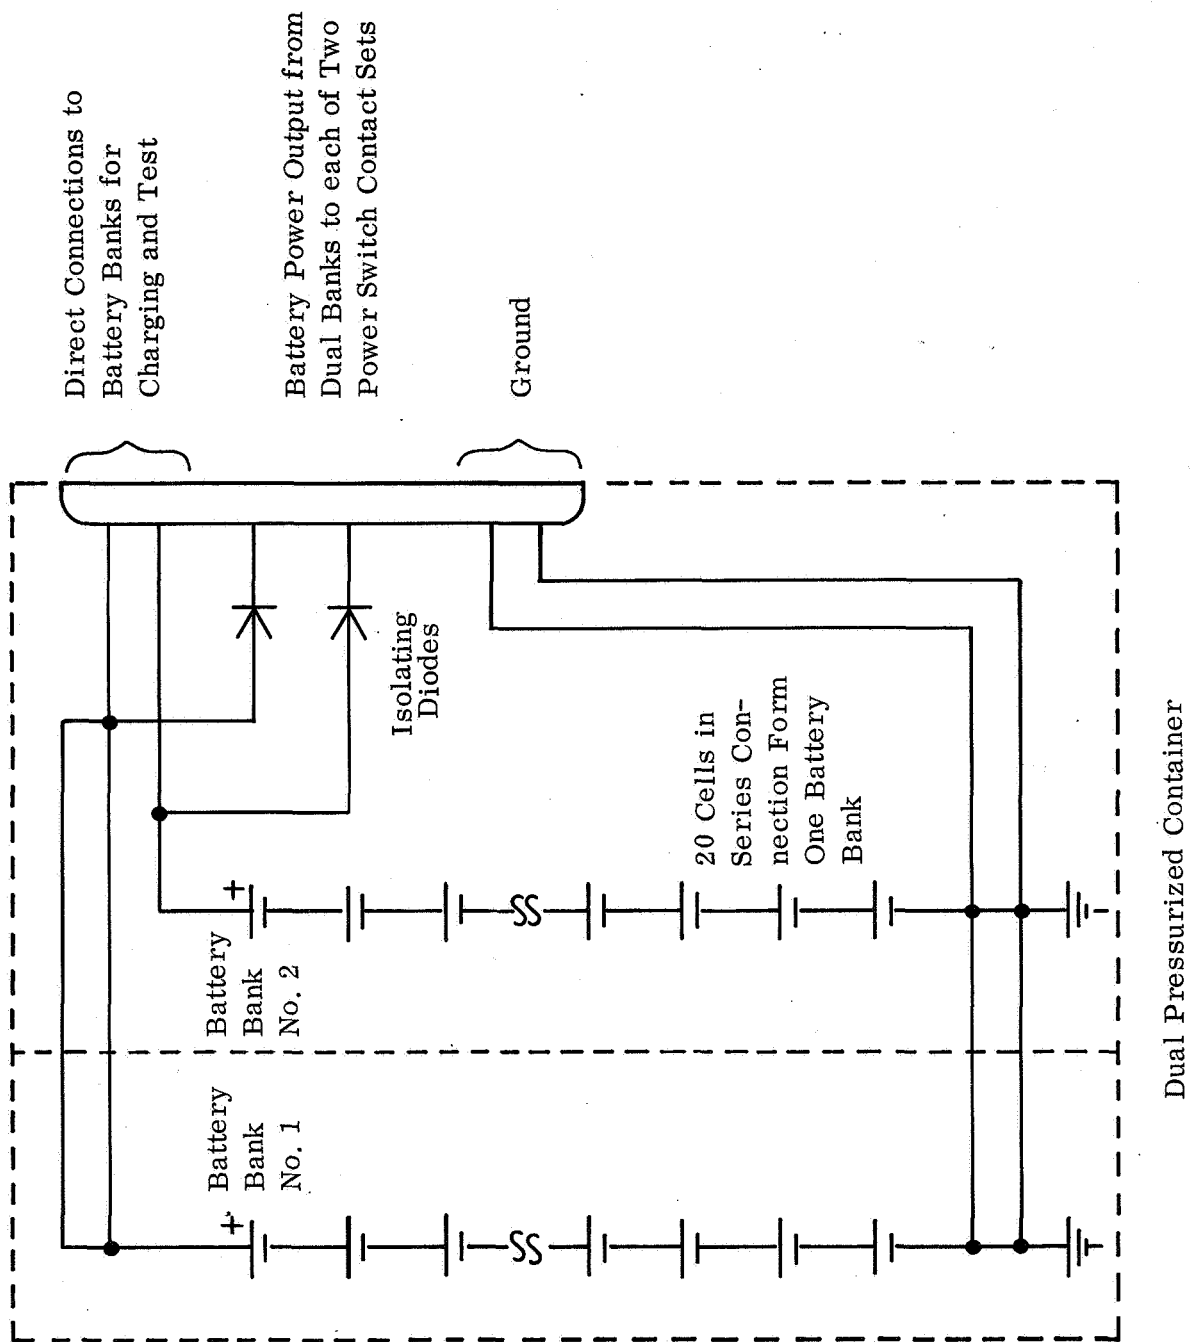 Direct Connections to
Battery Banks for
Charging and Test
Battery Power Output from
Dual Banks to each of Two
Power Switch Contact Sets
Ground
Isolating
Diodes
20 Cells in
Series Con-
nection Form
One Battery
Bank
+
Battery
Bank
No. 2
+
Battery
Bank
No. 1
Dual Pressurized Container